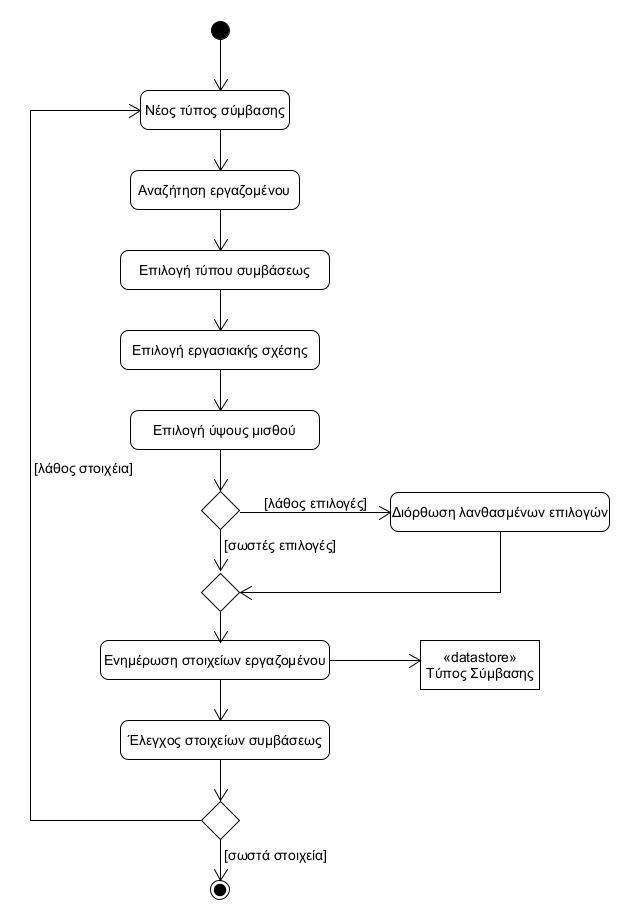 Νέος τύπος σύμβασης
Αναζήτηση εργαζομένου
Επιλογή τύπου συμβάσεως
Επιλογή εργασιακής σχέσης
Επιλογή ύψους μισθού
[λάθος στοιχέια]
[λάθος επιλογές]
Διόρθωση λανθασμένων επιλογών
[σωστές επιλογές]
Ενημέρωση στοιχείων εργαζομένου
«datastore»
Τύπος Σύμβασης
Έλεγχος στοιχείων συμβάσεως
[σωστά στοιχεία]